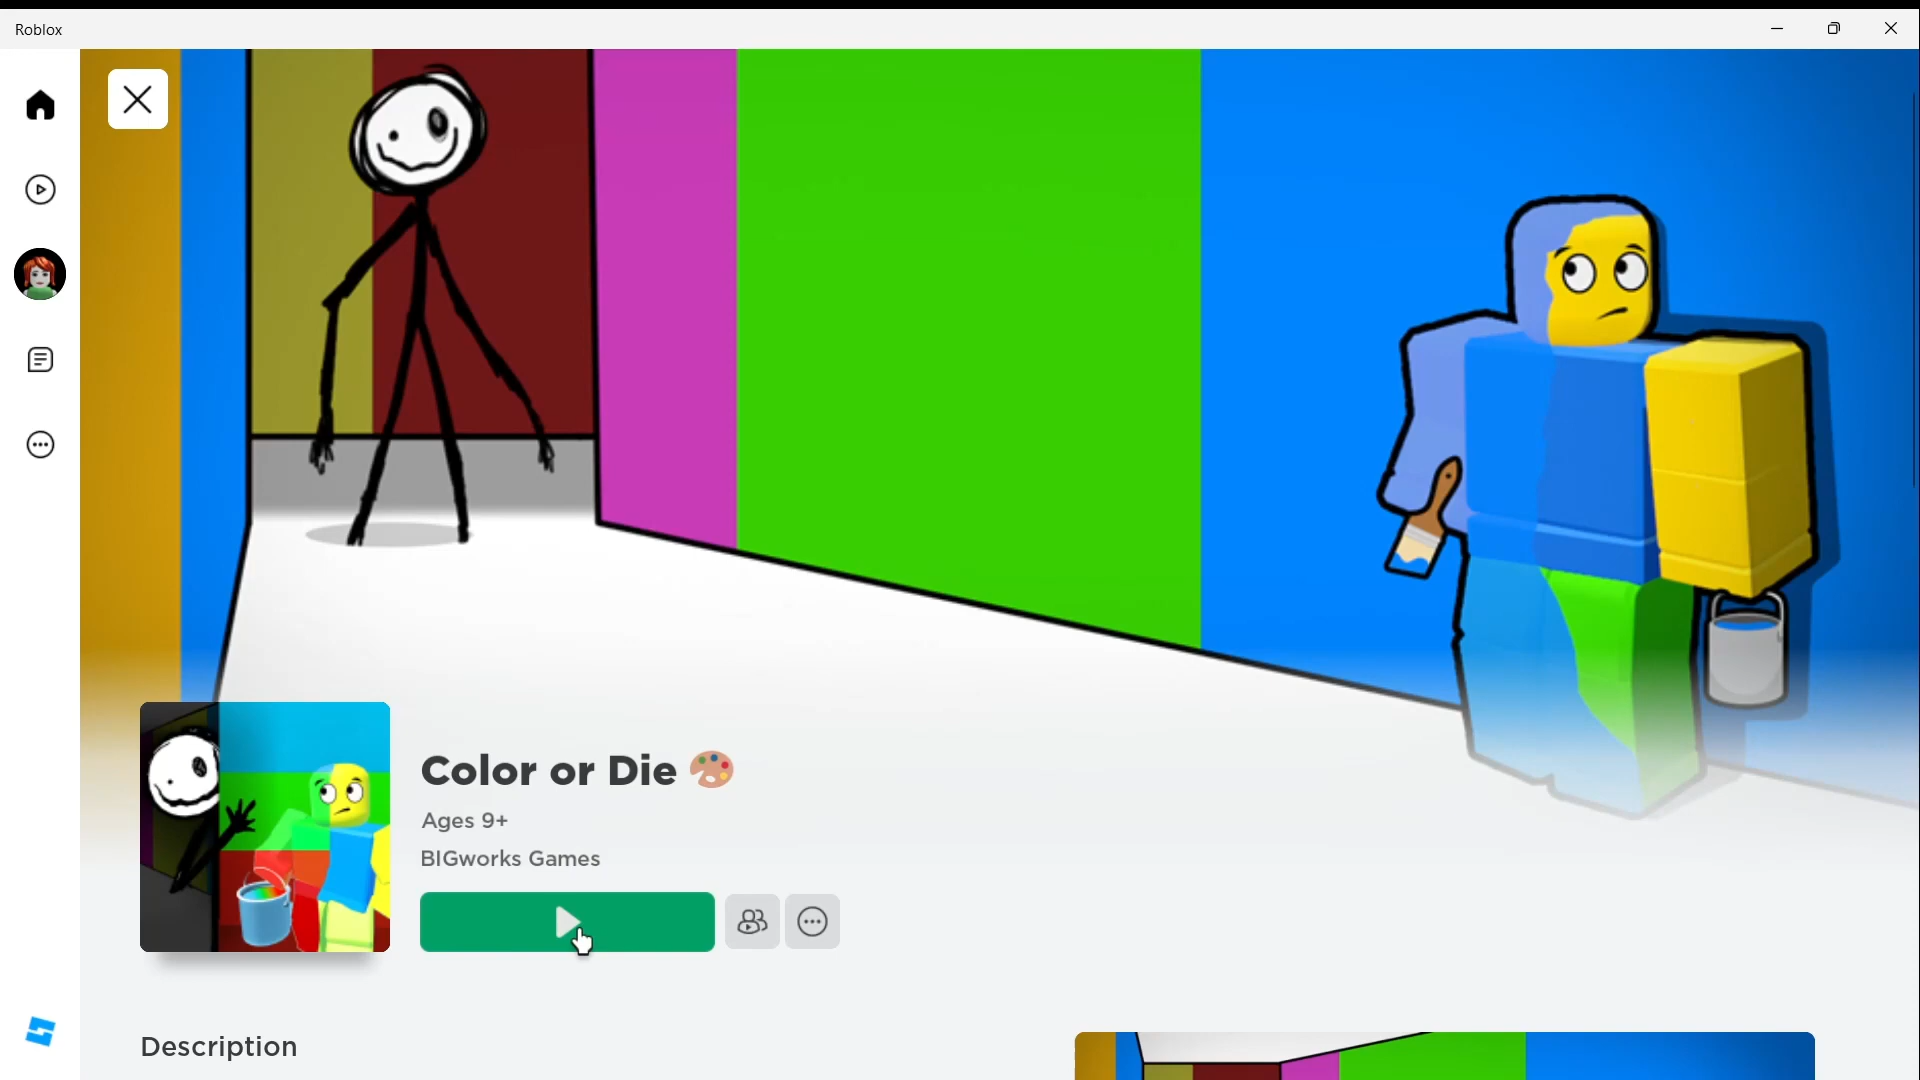 Roblox
Color or Die
Ages 9+
BIGworks Games
Description